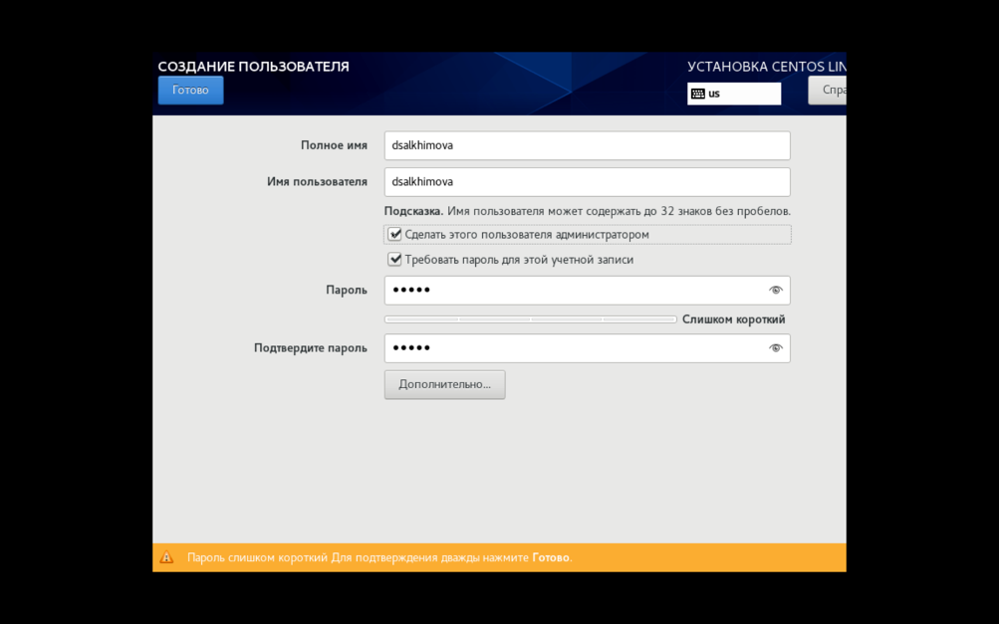 СОЗДАНИЕ ПОЛЬЗОВАТЕЛЯ
УСТАНОВКА CENTOS LIN
Готово
us
Спра
Полное имя
dsalkhimova
Имя пользователя
dsalkhimova
Подсказка. Имя пользователя может содержать до 32 знаков без пробелов.
Сделать этого пользователя администратором
Требовать пароль для этой учетной записи
Пароль
•••••
Слишком короткий
Подтвердите пароль
•••••
Дополнительно...
Пароль слишком короткий Для подтверждения дважды нажмите Готово.